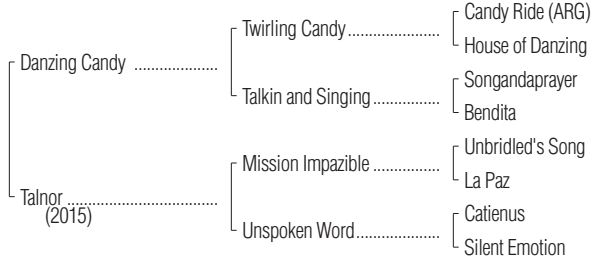 Candy Ride (ARG)
Twirling Candy ....................
House of Danzing
Danzing Candy ..................
Songandaprayer
Talkin and Singing ...............
Bendita
Unbridled's Song
Mission Impazible ...............
La Paz
Talnor .................................
(2015)
Catienus
Unspoken Word ..................
Silent Emotion